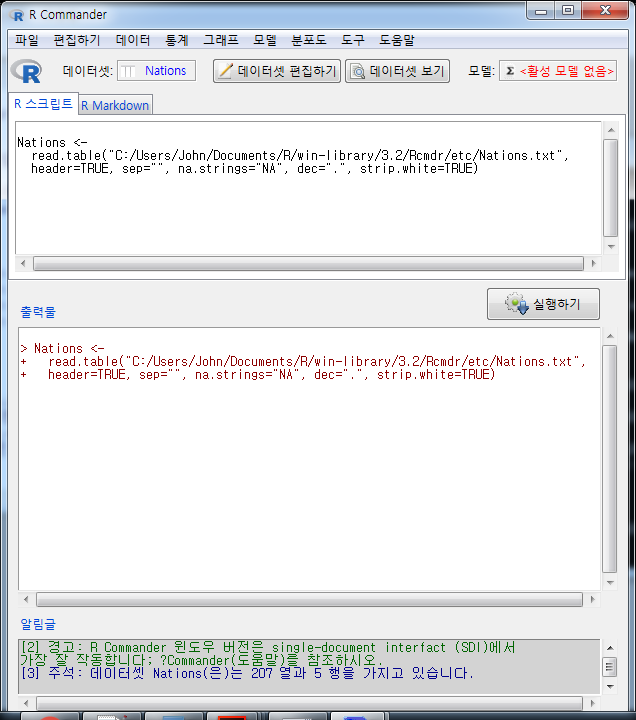 R Commander
파일 편집하기 데이터 통계 그래프 모델 분포도 도구 도움말
R 데이터셋: Nations 데이터셋 편집하기 데이터셋 보기 모델: Σ <활성 모델 없음>
R 스크립트 R Markdown
Nations <-
read.table("C:/Users/John/Documents/R/win-library/3.2/Rcmdr/etc/Nations.txt",
header=TRUE, sep="", na.strings="NA", dec=".", strip.white=TRUE)
실행하기
출력물
> Nations <-
+ read.table("C:/Users/John/Documents/R/win-library/3.2/Rcmdr/etc/Nations.txt",
+ header=TRUE, sep="", na.strings="NA", dec=".", strip.white=TRUE)
알림글
[2] 경고: R Commander 윈도우 버전은 single-document interfact (SDI)에서
가장 잘 작동합니다; ?Commander(도움말)를 참조하시오.
[3] 주석: 데이터셋 Nations(은)는 207 열과 5 행을 가지고 있습니다.